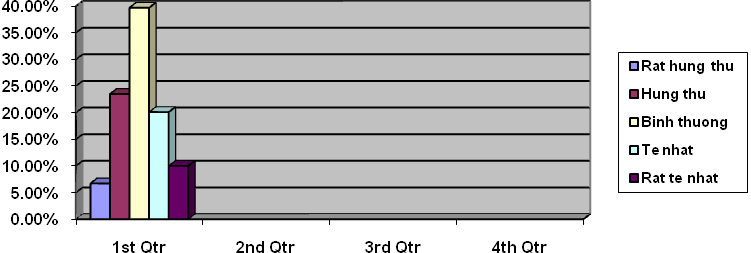 40.00%
35.00%
30.00%
25.00%
20.00%
15.00%
10.00%
5.00%
0.00%
1st Qtr 2nd Qtr 3rd Qtr 4th Qtr
Rat hung thu
Hung thu
Binh thuong
Te nhat
Rat te nhat